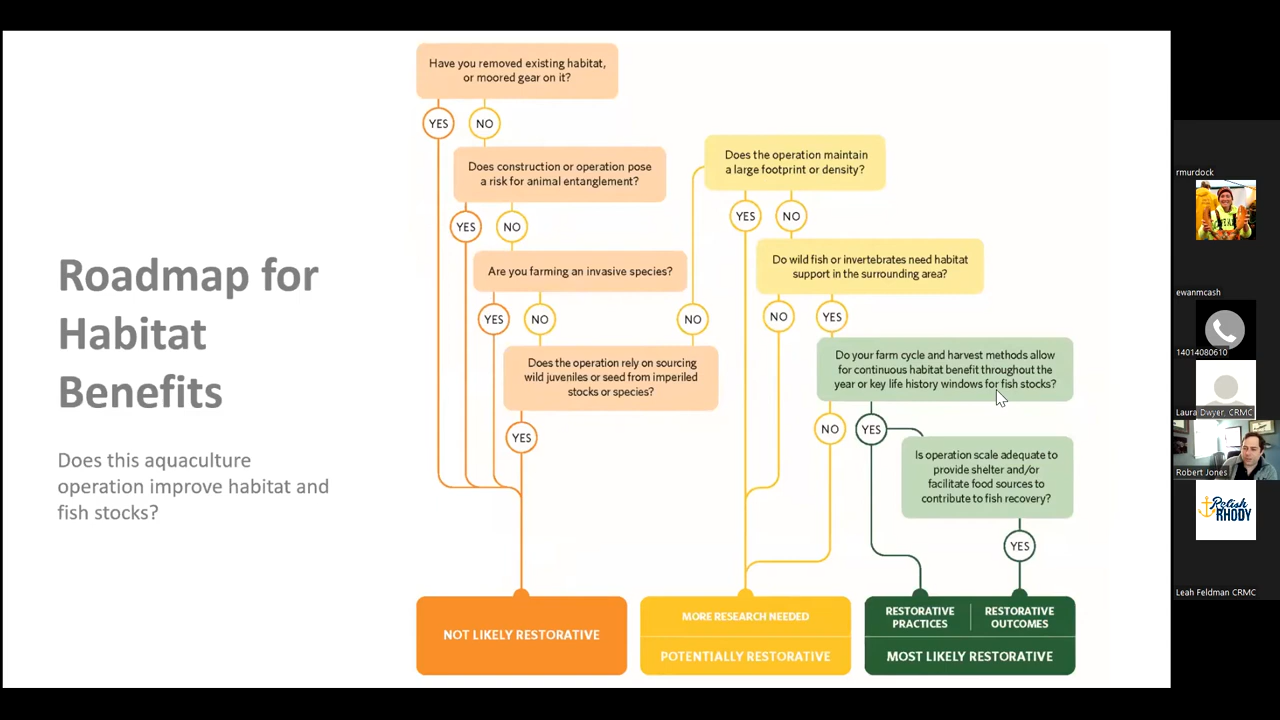 Roadmap for
Habitat
Benefits
Does this aquaculture
operation improve habitat and
fish stocks?
Have you removed existing habitat,
or moored gear on it?
YES
NO
Does construction or operation pose
a risk for animal entanglement?
YES
NO
Are you farming an invasive species?
YES
NO
Does the operation rely on sourcing
wild juveniles or seed from imperiled
stocks or species?
YES
NO
Does the operation maintain
a large footprint or density?
YES
NO
Do wild fish or invertebrates need habitat
support in the surrounding area?
NO
YES
Do your farm cycle and harvest methods allow
for continuous habitat benefit throughout the
year or key life history windows for fish stocks?
NO
YES
Is operation scale adequate to
provide shelter and/or
facilitate food sources to
contribute to fish recovery?
YES
NOT LIKELY RESTORATIVE
MORE RESEARCH NEEDED
POTENTIALLY RESTORATIVE
RESTORATIVE
PRACTICES
RESTORATIVE
OUTCOMES
MOST LIKELY RESTORATIVE
rmurdock
ewanmcash
14014080610
Laura Dwyer, CRMC
Robert Jones
Relish
RHODY
Leah Feldman CRMC